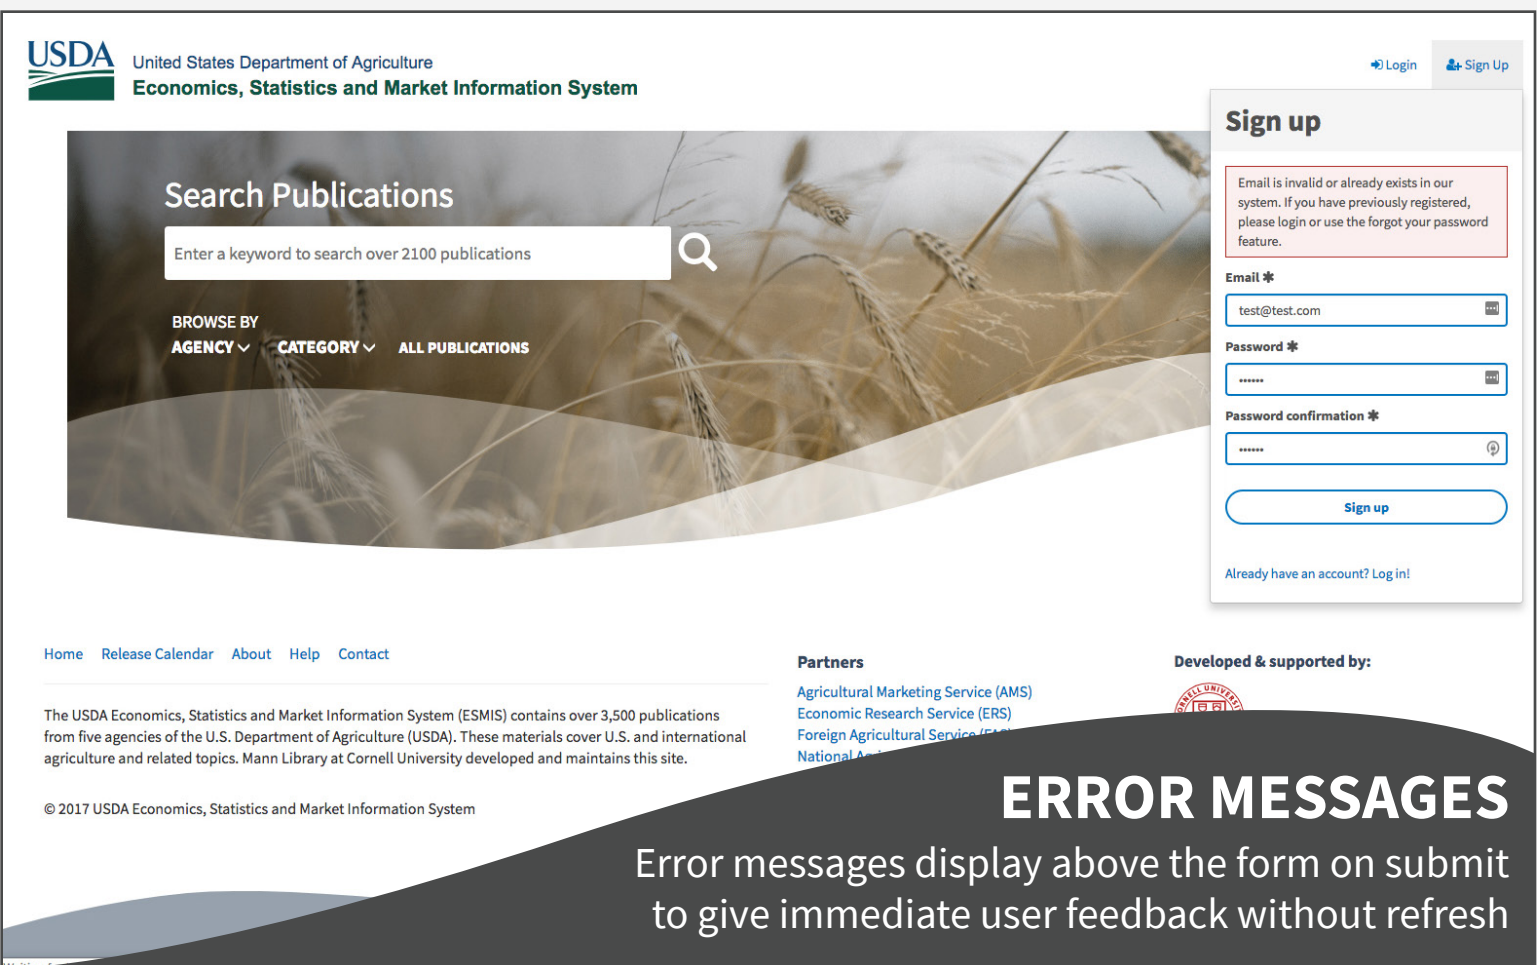 USDA
United States Department of Agriculture
Economics, Statistics and Market Information System
Login
Sign Up
Sign up
Email is invalid or already exists in our
system. If you have previously registered,
please login or use the forgot your password
feature.
Email ✱
test@test.com
Password ✱
••••••
Password confirmation ✱
••••••
Sign up
Already have an account? Log in!
Search Publications
Enter a keyword to search over 2100 publications
BROWSE BY
AGENCY CATEGORY ALL PUBLICATIONS
Home Release Calendar About Help Contact
The USDA Economics, Statistics and Market Information System (ESMIS) contains over 3,500 publications
from five agencies of the U.S. Department of Agriculture (USDA). These materials cover U.S. and international
agriculture and related topics. Mann Library at Cornell University developed and maintains this site.
© 2017 USDA Economics, Statistics and Market Information System
Partners
Agricultural Marketing Service (AMS)
Economic Research Service (ERS)
Foreign Agricultural Service
National
Developed & supported by:
ERROR MESSAGES
Error messages display above the form on submit
to give immediate user feedback without refresh